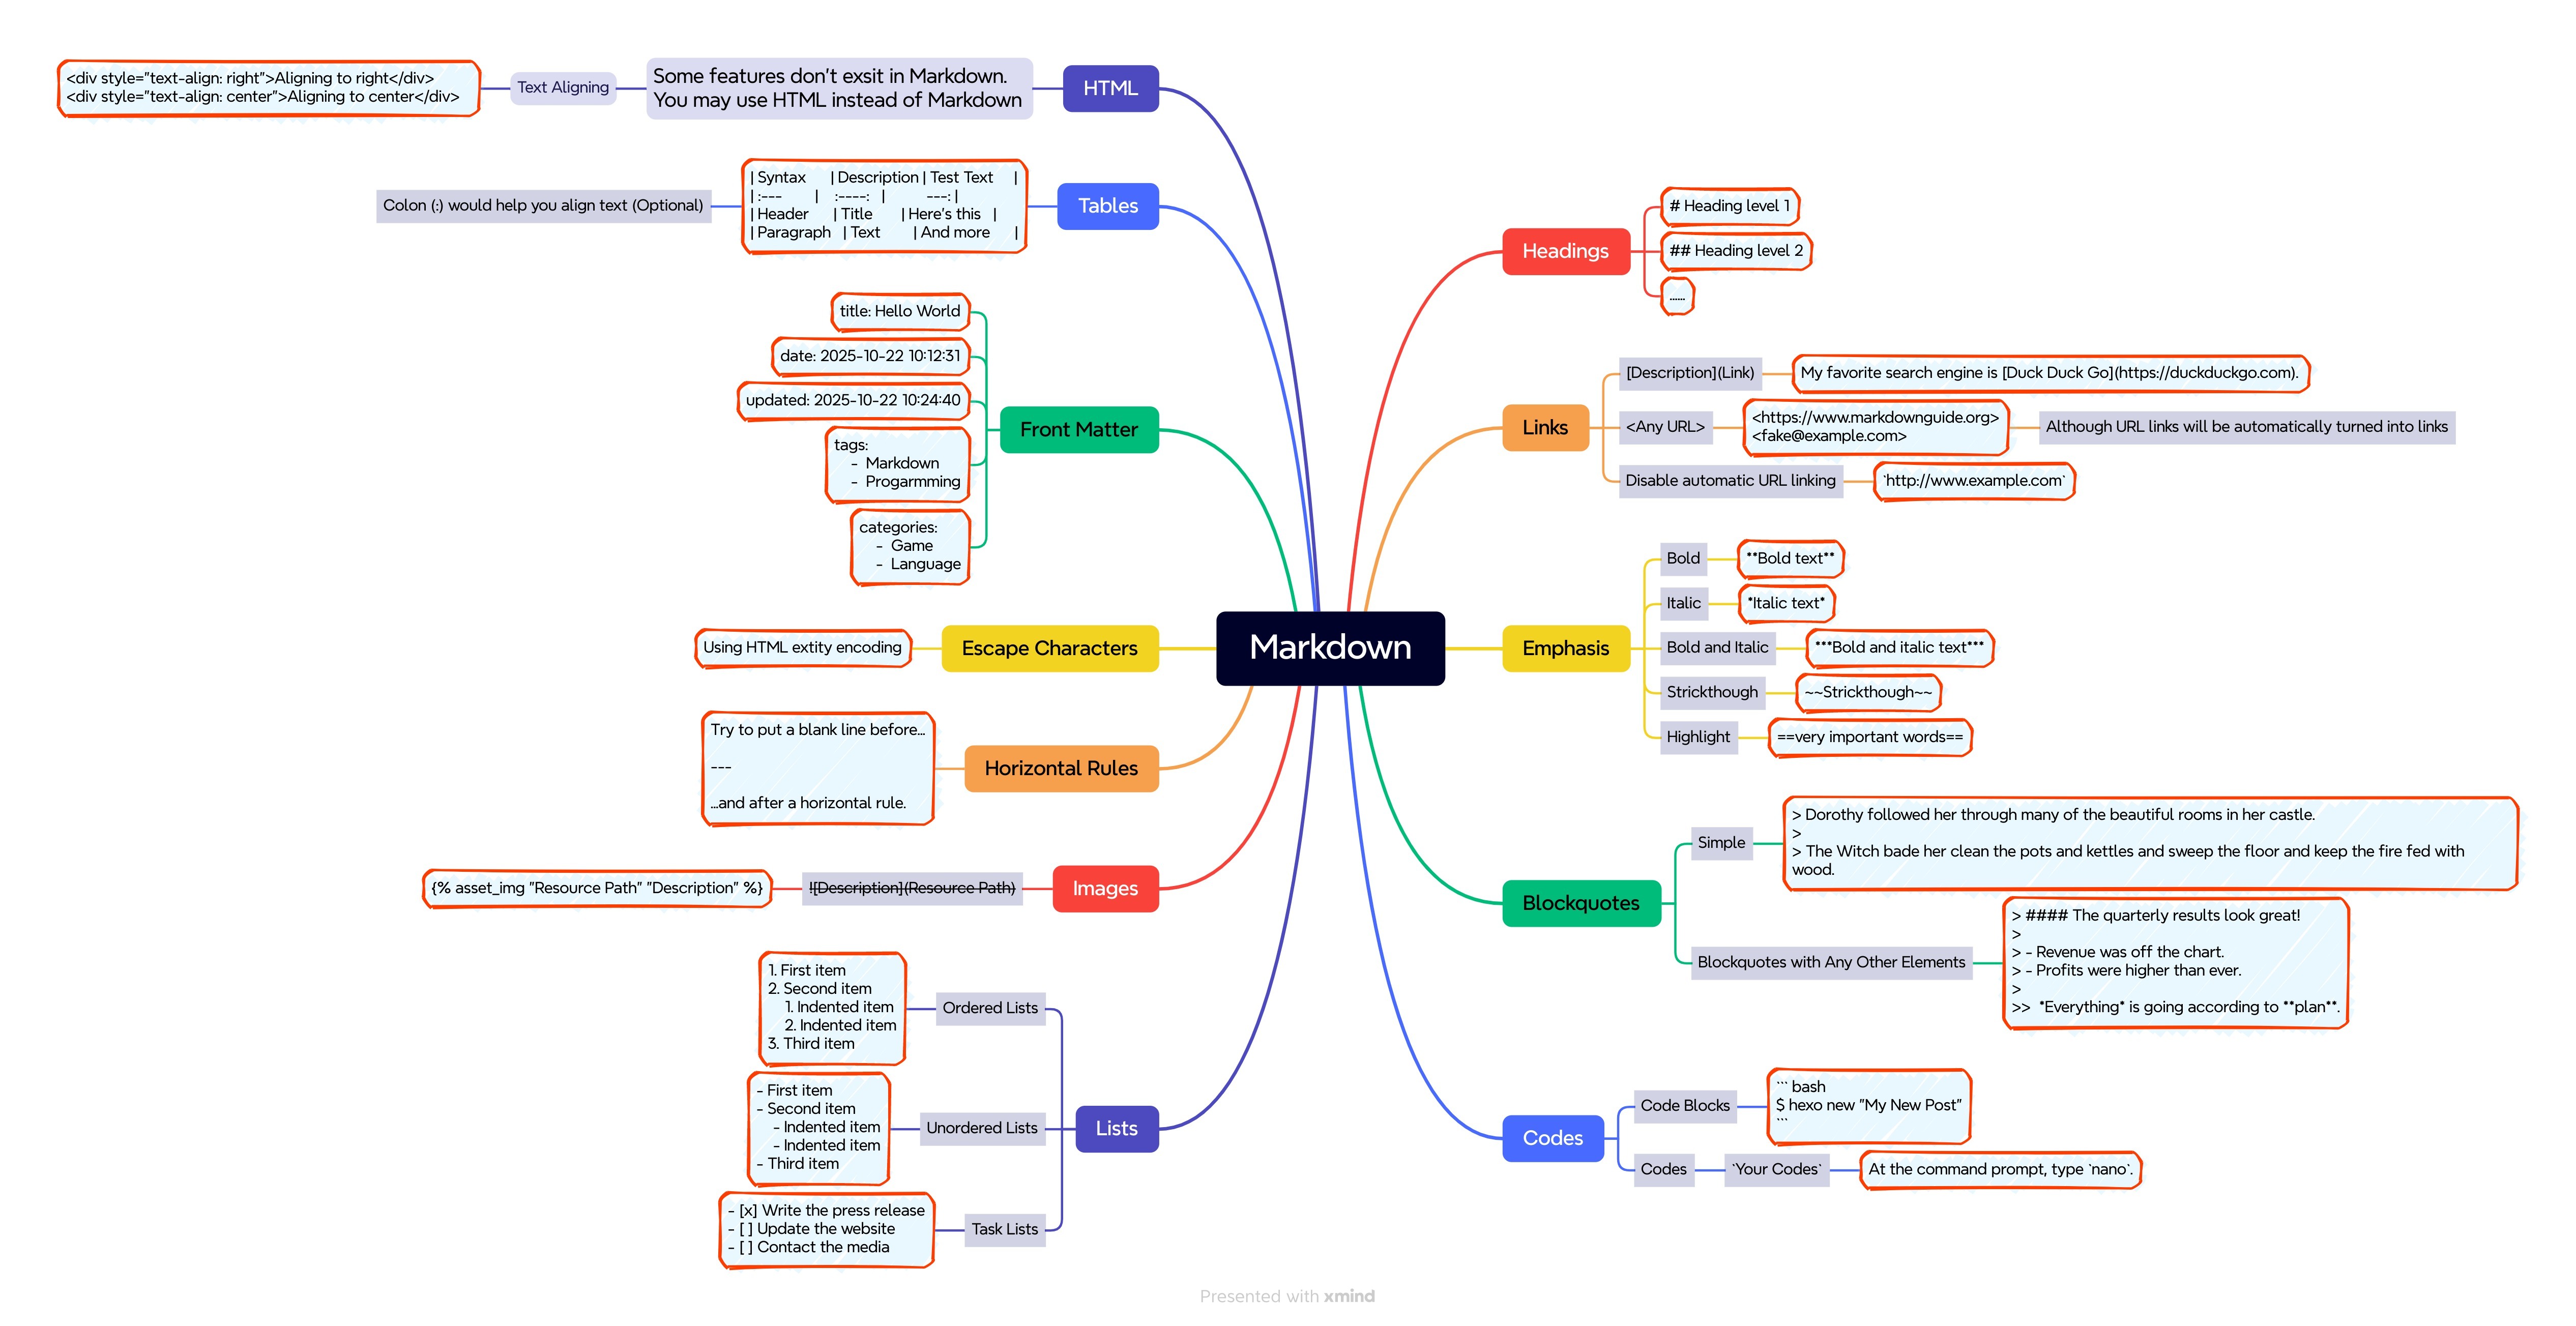 Markdown
Headings
# Heading level 1
## Heading level 2
......
Links
[Description](Link)
My favorite search engine is [Duck Duck Go](https://duckduckgo.com).
<Any URL>
<https://www.markdownguide.org>
<fake@example.com>
Although URL links will be automatically turned into links
Disable automatic URL linking
`http://www.example.com`
Emphasis
Bold
**Bold text**
Italic
*Italic text*
Bold and Italic
***Bold and italic text***
Strickthough
~~Strickthough~~
Highlight
==very important words==
Blockquotes
Simple
> Dorothy followed her through many of the beautiful rooms in her castle.
>
> The Witch bade her clean the pots and kettles and sweep the floor and keep the fire fed with
wood.
Blockquotes with Any Other Elements
> #### The quarterly results look great!
>
> - Revenue was off the chart.
> - Profits were higher than ever.
>
>>  *Everything* is going according to **plan**.
Codes
Code Blocks
``` bash
$ hexo new "My New Post"
```
Codes
`Your Codes`
At the command prompt, type `nano`.
HTML
Some features don't exsit in Markdown.
You may use HTML instead of Markdown
Text Aligning
<div style="text-align: right">Aligning to right</div>
<div style="text-align: center">Aligning to center</div>
Tables
| Syntax | Description | Test Text |
| :--- | :----: | ---: |
| Header | Title | Here's this |
| Paragraph | Text | And more |
Colon (:) would help you align text (Optional)
Front Matter
title: Hello World
date: 2025-10-22 10:12:31
updated: 2025-10-22 10:24:40
tags:
- Markdown
- Progarmming
categories:
- Game
- Language
Escape Characters
Using HTML extity encoding
Horizontal Rules
Try to put a blank line before...
---
...and after a horizontal rule.
Images
![Description](Resource Path)
{% asset_img "Resource Path" "Description" %}
Lists
Ordered Lists
1. First item
2. Second item
1. Indented item
2. Indented item
3. Third item
Unordered Lists
- First item
- Second item
- Indented item
- Indented item
- Third item
Task Lists
- [x] Write the press release
- [ ] Update the website
- [ ] Contact the media
Presented with xmind